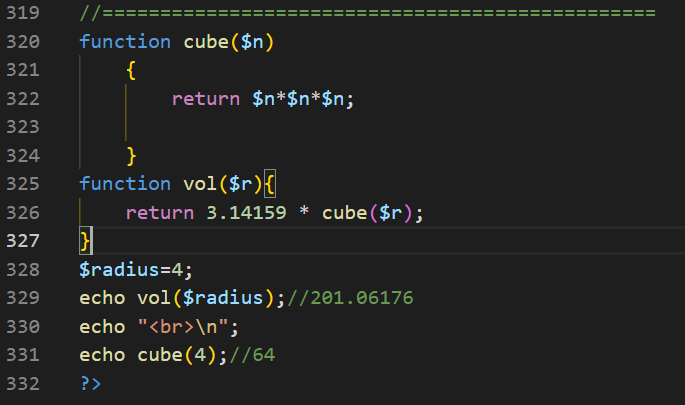 319 //================================================
320 function cube($n)
321 {
322 return $n*$n*$n;
323
324 }
325 function vol($r){
326 return 3.14159 * cube($r);
327 }
328 $radius=4;
329 echo vol($radius);//201.06176
330 echo "<br>\n";
331 echo cube(4);//64
332 ?>